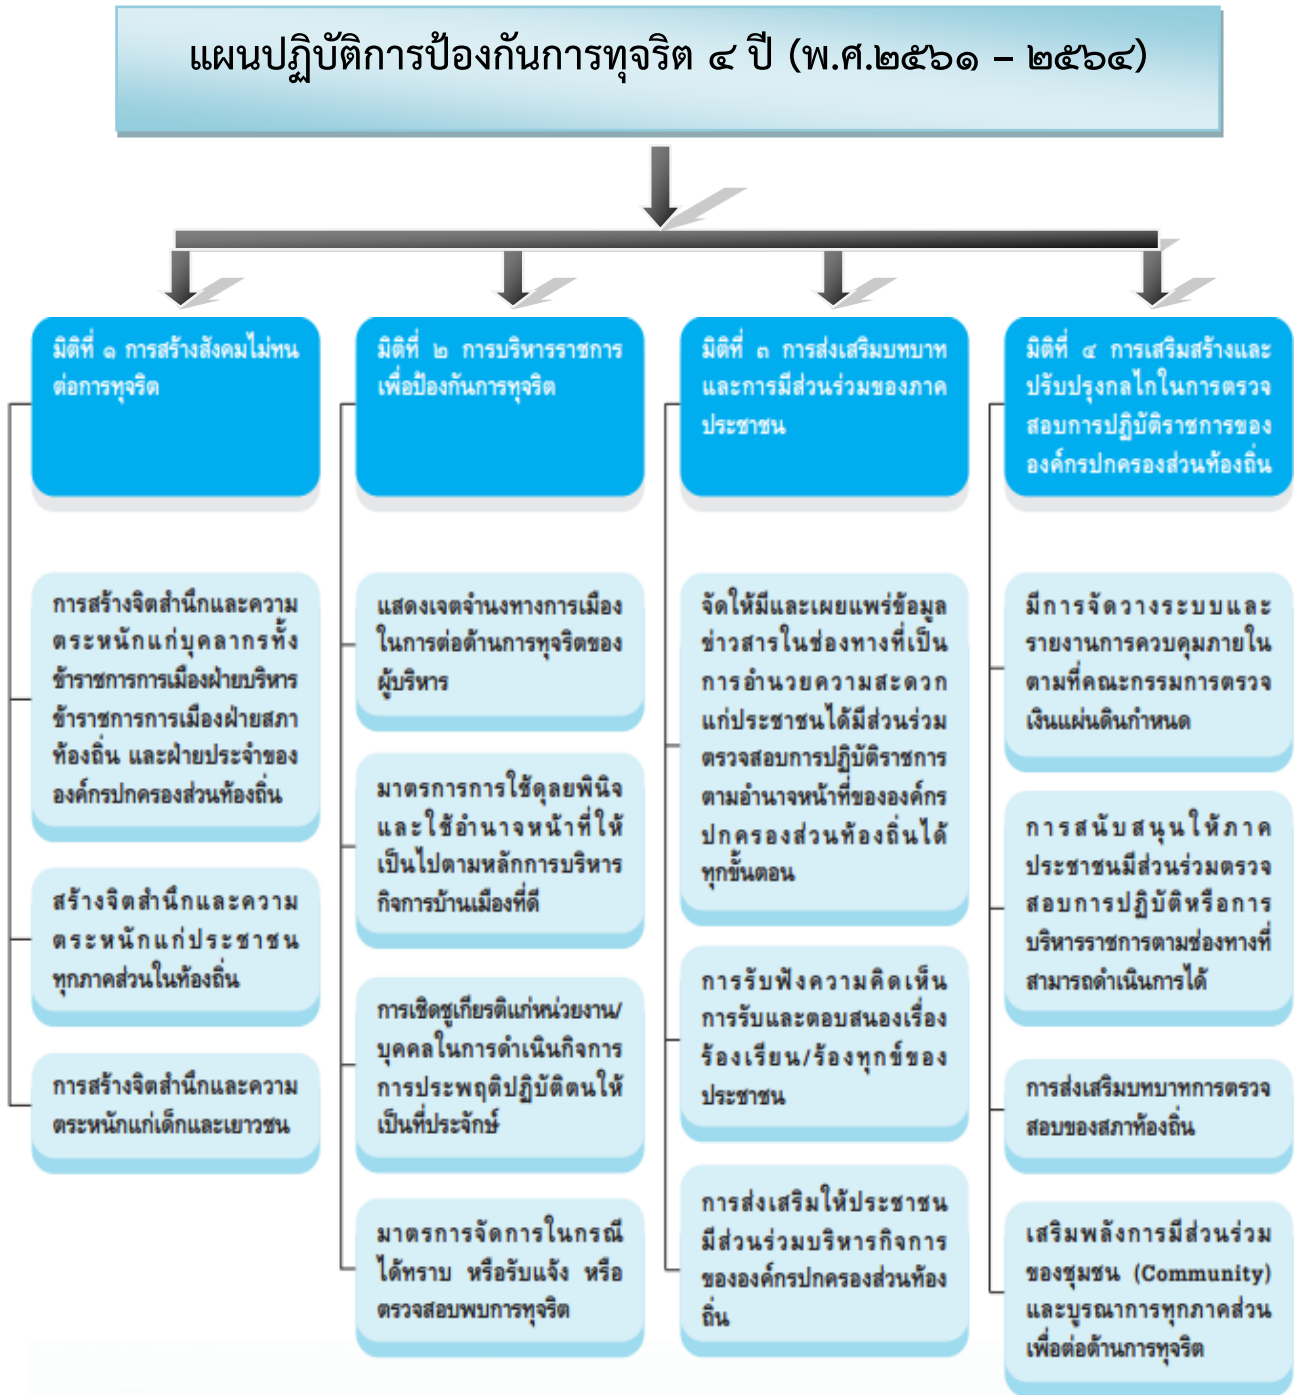 แผนปฏิบัติการป้องกันการทุจริต ๔ ปี (พ.ศ.๒๕๖๑ – ๒๕๖๔)
มิติที่ ๑ การสร้างสังคมไม่ทน
ต่อการทุจริต
การสร้างจิตสำนึกและความ
ตระหนักแก่บุคลากรทั้ง
ข้าราชการการเมืองฝ่ายบริหาร
ข้าราชการการเมืองฝ่ายสภา
ท้องถิ่น และฝ่ายประจำของ
องค์กรปกครองส่วนท้องถิ่น
สร้างจิตสำนึกและความ
ตระหนักแก่ประชาชน
ทุกภาคส่วนในท้องถิ่น
การสร้างจิตสำนึกและความ
ตระหนักแก่เด็กและเยาวชน
มิติที่ ๒ การบริหารราชการ
เพื่อป้องกันการทุจริต
แสดงเจตจำนงทางการเมือง
ในการต่อต้านการทุจริตของ
ผู้บริหาร
มาตรการการใช้ดุลยพินิจ
และใช้อำนาจหน้าที่ให้
เป็นไปตามหลักการบริหาร
กิจการบ้านเมืองที่ดี
การเชิดชูเกียรติแก่หน่วยงาน/
บุคคลในการดำเนินกิจการ
การประพฤติปฏิบัติตนให้
เป็นที่ประจักษ์
มาตรการจัดการในกรณี
ได้ทราบ หรือรับแจ้ง หรือ
ตรวจสอบพบการทุจริต
มิติที่ ๓ การส่งเสริมบทบาท
และการมีส่วนร่วมของภาค
ประชาชน
จัดให้มีและเผยแพร่ข้อมูล
ข่าวสารในช่องทางที่เป็น
การอำนวยความสะดวก
แก่ประชาชนได้มีส่วนร่วม
ตรวจสอบการปฏิบัติราชการ
ตามอำนาจหน้าที่ขององค์กร
ปกครองส่วนท้องถิ่นได้
ทุกขั้นตอน
การรับฟังความคิดเห็น
การรับและตอบสนองเรื่อง
ร้องเรียน/ร้องทุกข์ของ
ประชาชน
การส่งเสริมให้ประชาชน
มีส่วนร่วมบริหารกิจการ
ขององค์กรปกครองส่วนท้อง
ถิ่น
มิติที่ ๔ การเสริมสร้างและ
ปรับปรุงกลไกในการตรวจ
สอบการปฏิบัติราชการของ
องค์กรปกครองส่วนท้องถิ่น
มีการจัดวางระบบและ
รายงานการควบคุมภายใน
ตามที่คณะกรรมการตรวจ
เงินแผ่นดินกำหนด
การสนับสนุนให้ภาค
ประชาชนมีส่วนร่วมตรวจ
สอบการปฏิบัติหรือการ
บริหารราชการตามช่องทางที่
สามารถดำเนินการได้
การส่งเสริมบทบาทการตรวจ
สอบของสภาท้องถิ่น
เสริมพลังการมีส่วนร่วม
ของชุมชน (Community)
และบูรณาการทุกภาคส่วน
เพื่อต่อต้านการทุจริต